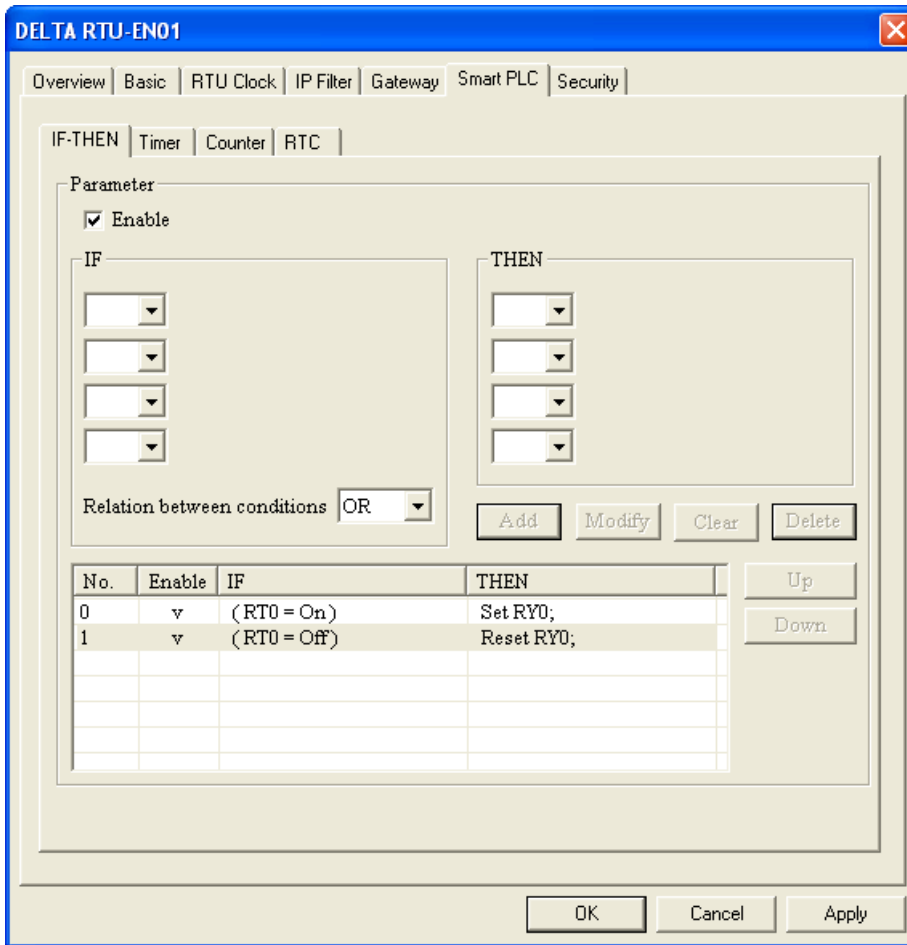 DELTA RTU-EN01
Overview Basic RTU Clock IP Filter Gateway Smart PLC Security
IF-THEN Timer Counter RTC
Parameter
Enable
IF THEN
Relation between conditions OR
Add Modify Clear Delete
No. Enable IF THEN
0 v ( RT0 = On ) Set RY0;
1 v ( RT0 = Off ) Reset RY0;
Up
Down
OK Cancel Apply